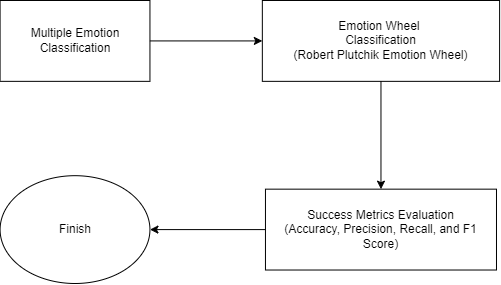 Multiple Emotion
Classification
Emotion Wheel
Classification
(Robert Plutchik Emotion Wheel)
Success Metrics Evaluation
(Accuracy, Precision, Recall, and F1
Score)
Finish